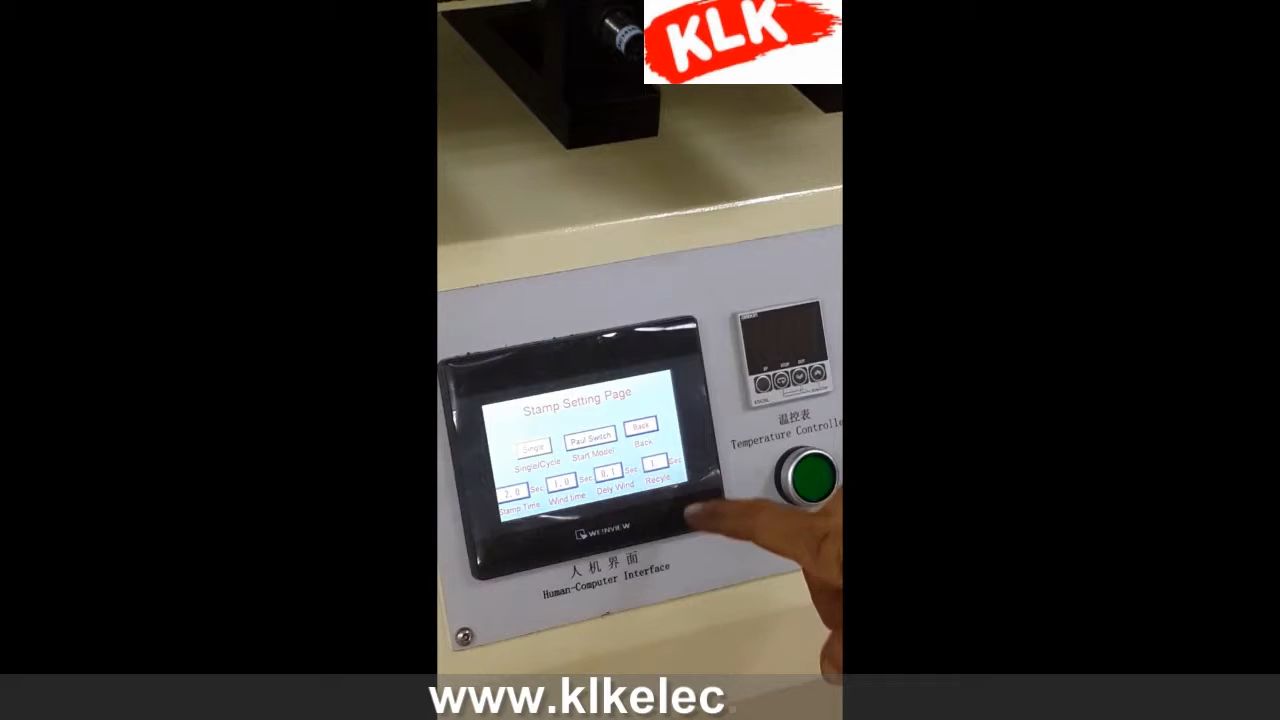 KLK
Stamp Setting Page
Single
Paul Switch
Back
Single/Cycle
Start Model
Back
2.0 Sec
1.0 Sec
0.1 Sec
1 Sec
Stamp Time
Wind time
Dely Wind
Recyle
WEINVIEW
人机界面
Human-Computer Interface
温控表
Temperature Controlle
www.klkelec.